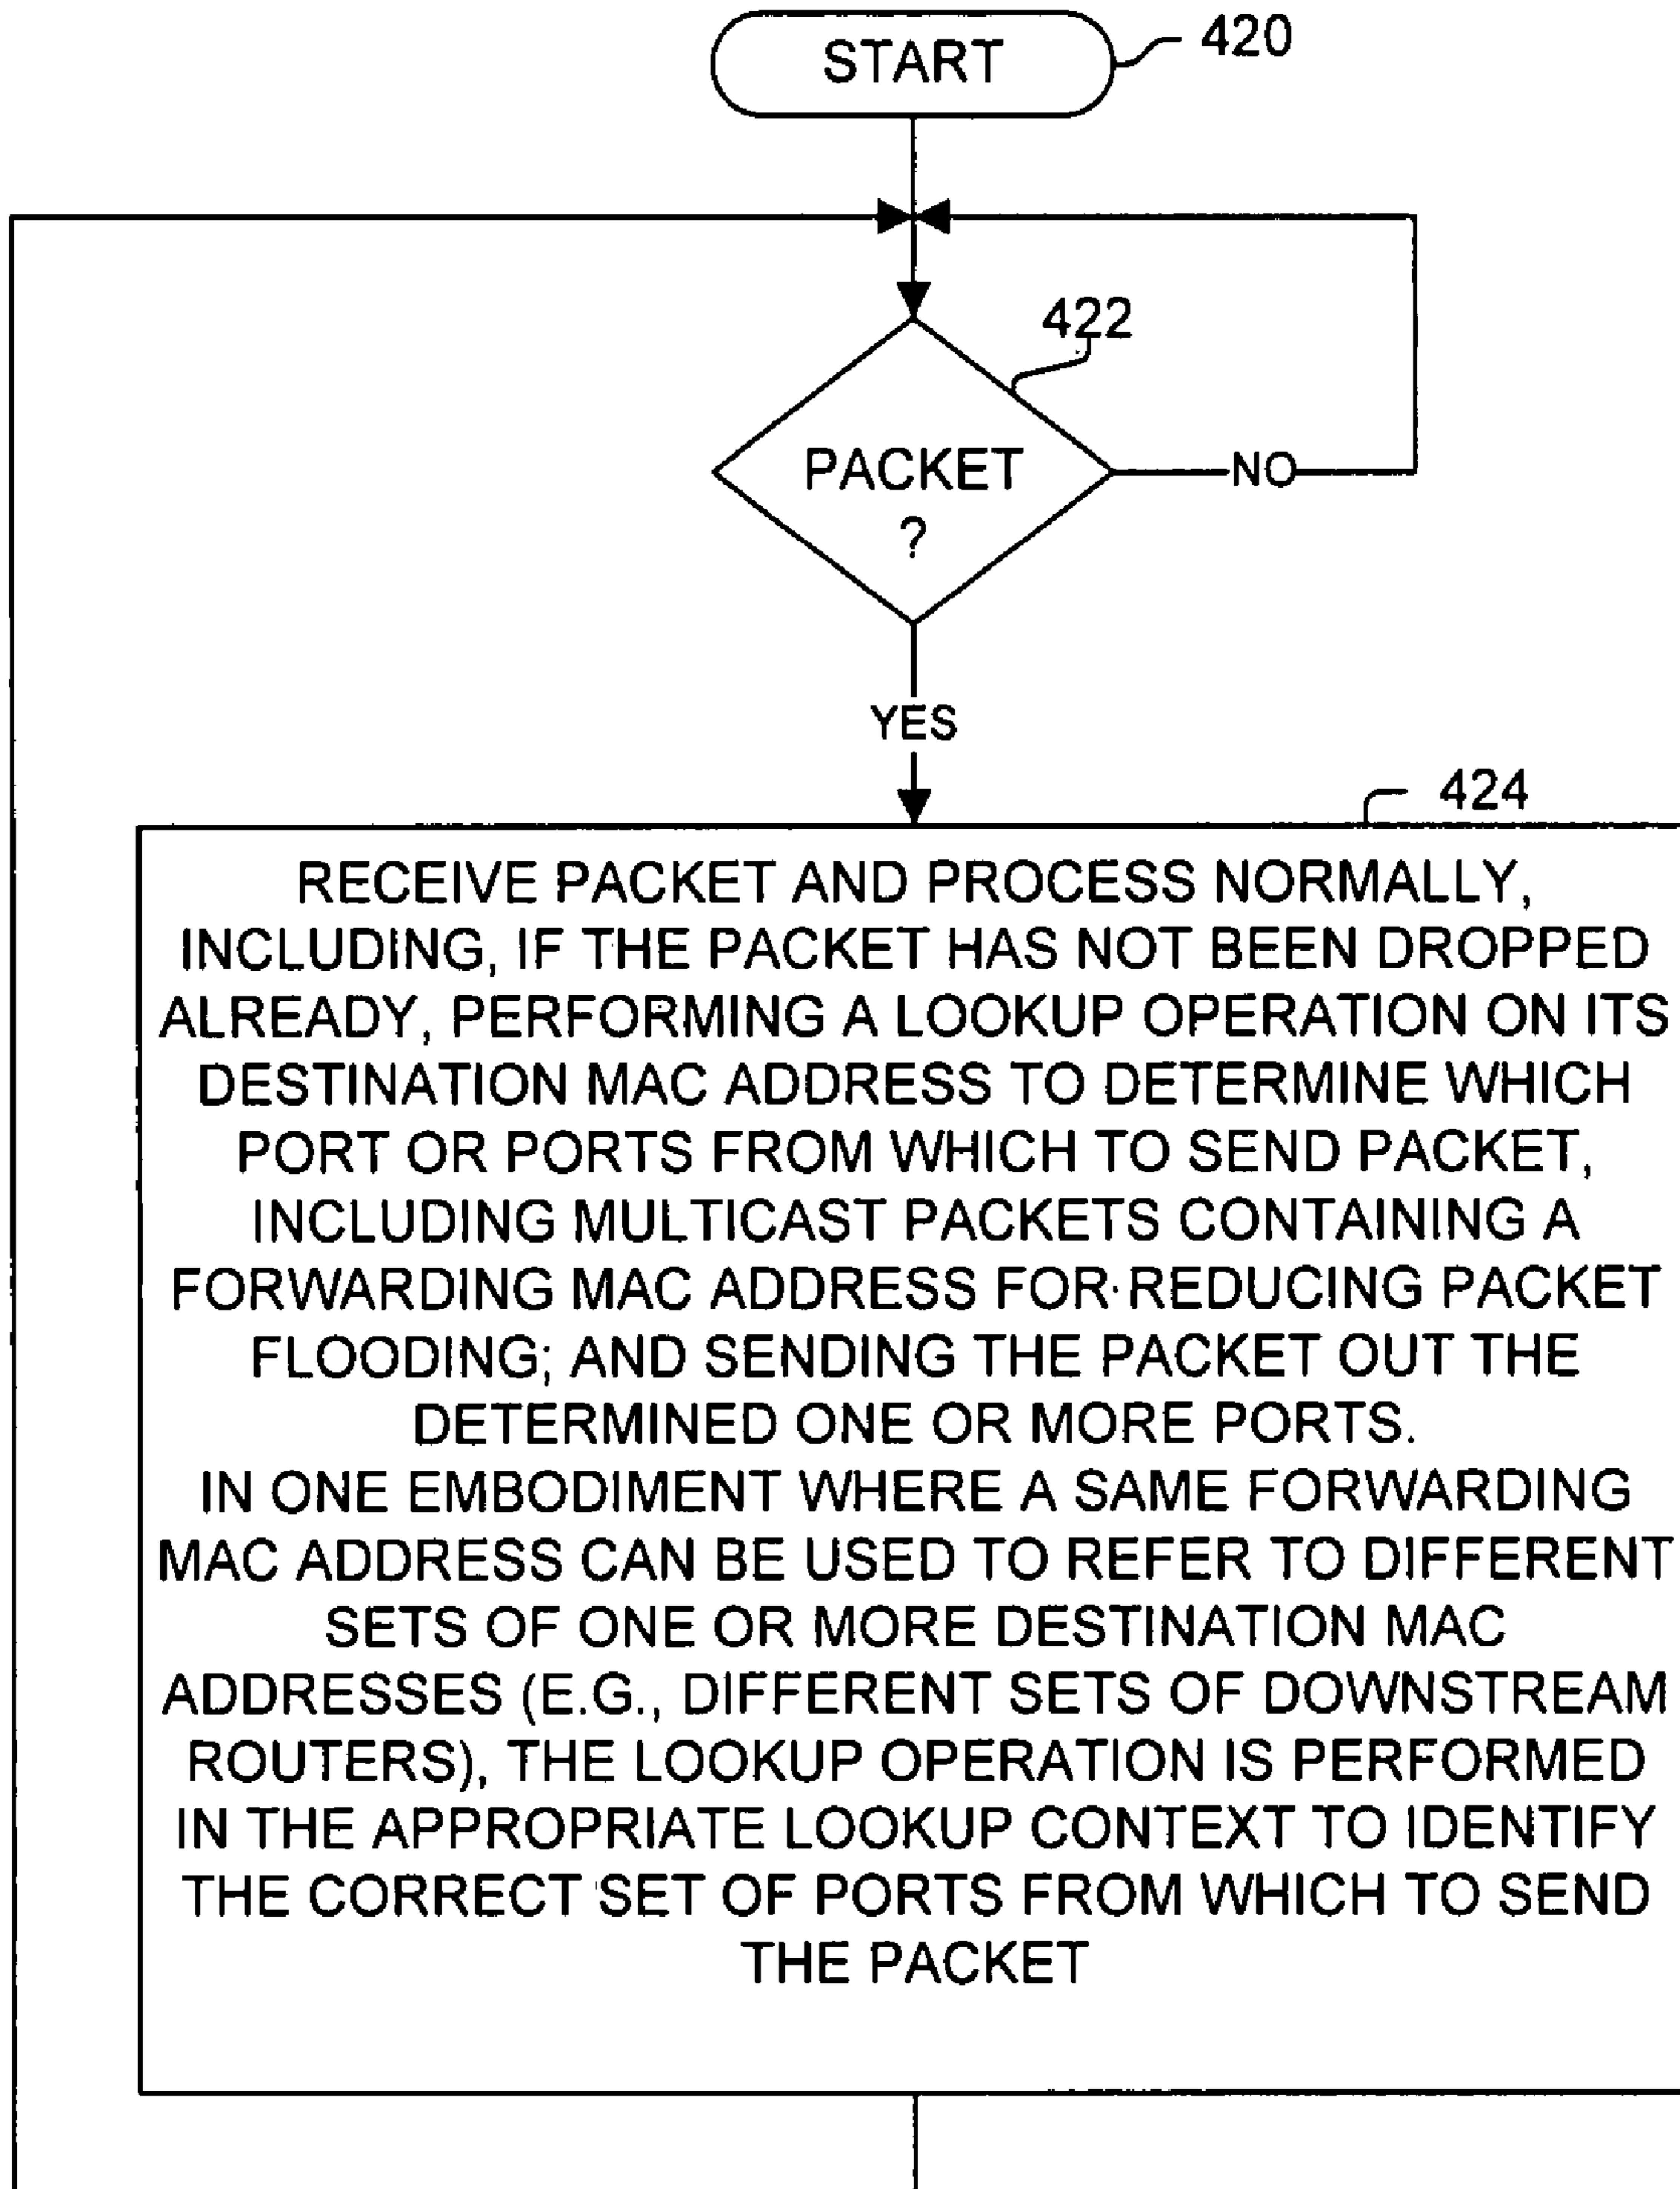 START
420
422
PACKET
?
NO
YES
424
RECEIVE PACKET AND PROCESS NORMALLY,
INCLUDING, IF THE PACKET HAS NOT BEEN DROPPED
ALREADY, PERFORMING A LOOKUP OPERATION ON ITS
DESTINATION MAC ADDRESS TO DETERMINE WHICH
PORT OR PORTS FROM WHICH TO SEND PACKET,
INCLUDING MULTICAST PACKETS CONTAINING A
FORWARDING MAC ADDRESS FOR REDUCING PACKET
FLOODING; AND SENDING THE PACKET OUT THE
DETERMINED ONE OR MORE PORTS.
IN ONE EMBODIMENT WHERE A SAME FORWARDING
MAC ADDRESS CAN BE USED TO REFER TO DIFFERENT
SETS OF ONE OR MORE DESTINATION MAC
ADDRESSES (E.G., DIFFERENT SETS OF DOWNSTREAM
ROUTERS), THE LOOKUP OPERATION IS PERFORMED
IN THE APPROPRIATE LOOKUP CONTEXT TO IDENTIFY
THE CORRECT SET OF PORTS FROM WHICH TO SEND
THE PACKET